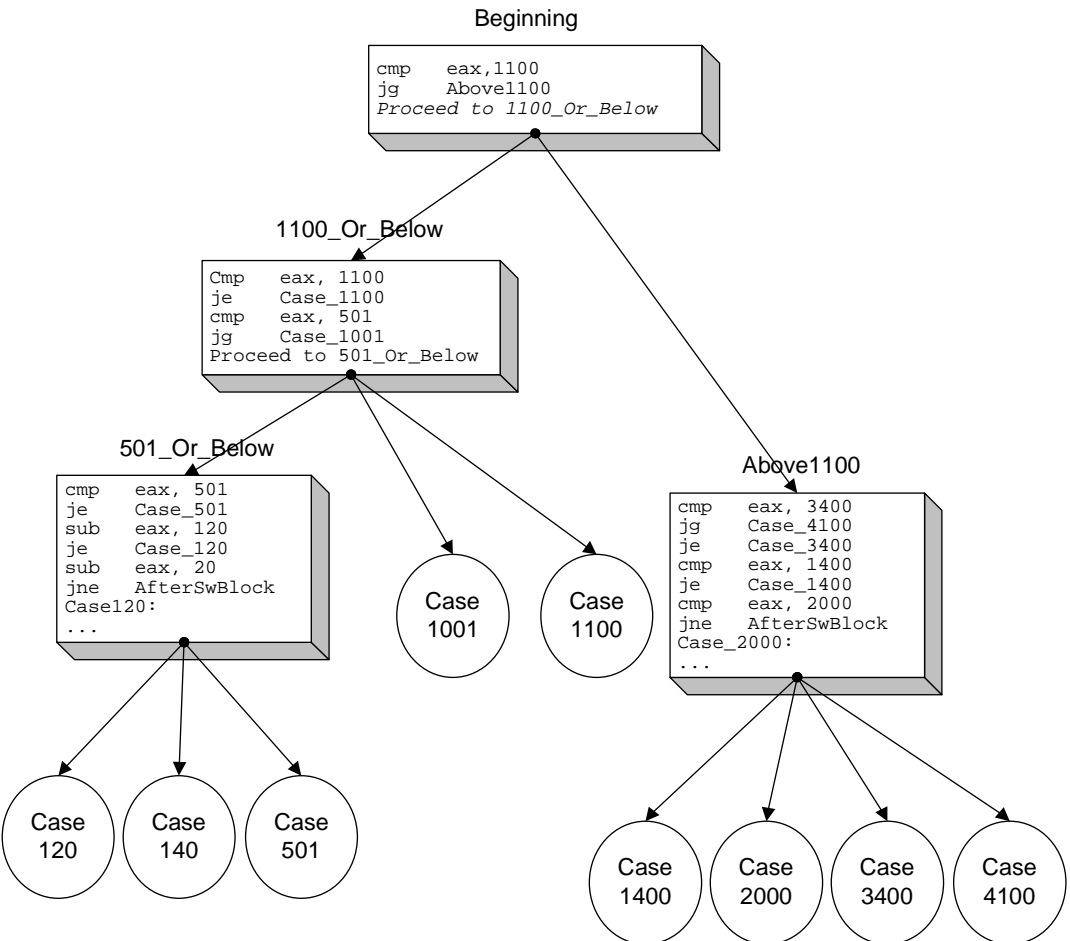 Beginning
cmp eax,1100
jg Above1100
Proceed to 1100_Or_Below
1100_Or_Below
Cmp eax, 1100
je Case_1100
cmp eax, 501
jg Case_1001
Proceed to 501_Or_Below
501_Or_Below
cmp eax, 501
je Case_501
sub eax, 120
je Case_120
sub eax, 20
jne AfterSwBlock
Case120:
...
Case
1001
Case
1100
Above1100
cmp eax, 3400
jg Case_4100
je Case_3400
cmp eax, 1400
je Case_1400
cmp eax, 2000
jne AfterSwBlock
Case_2000:
...
Case
120
Case
140
Case
501
Case
1400
Case
2000
Case
3400
Case
4100